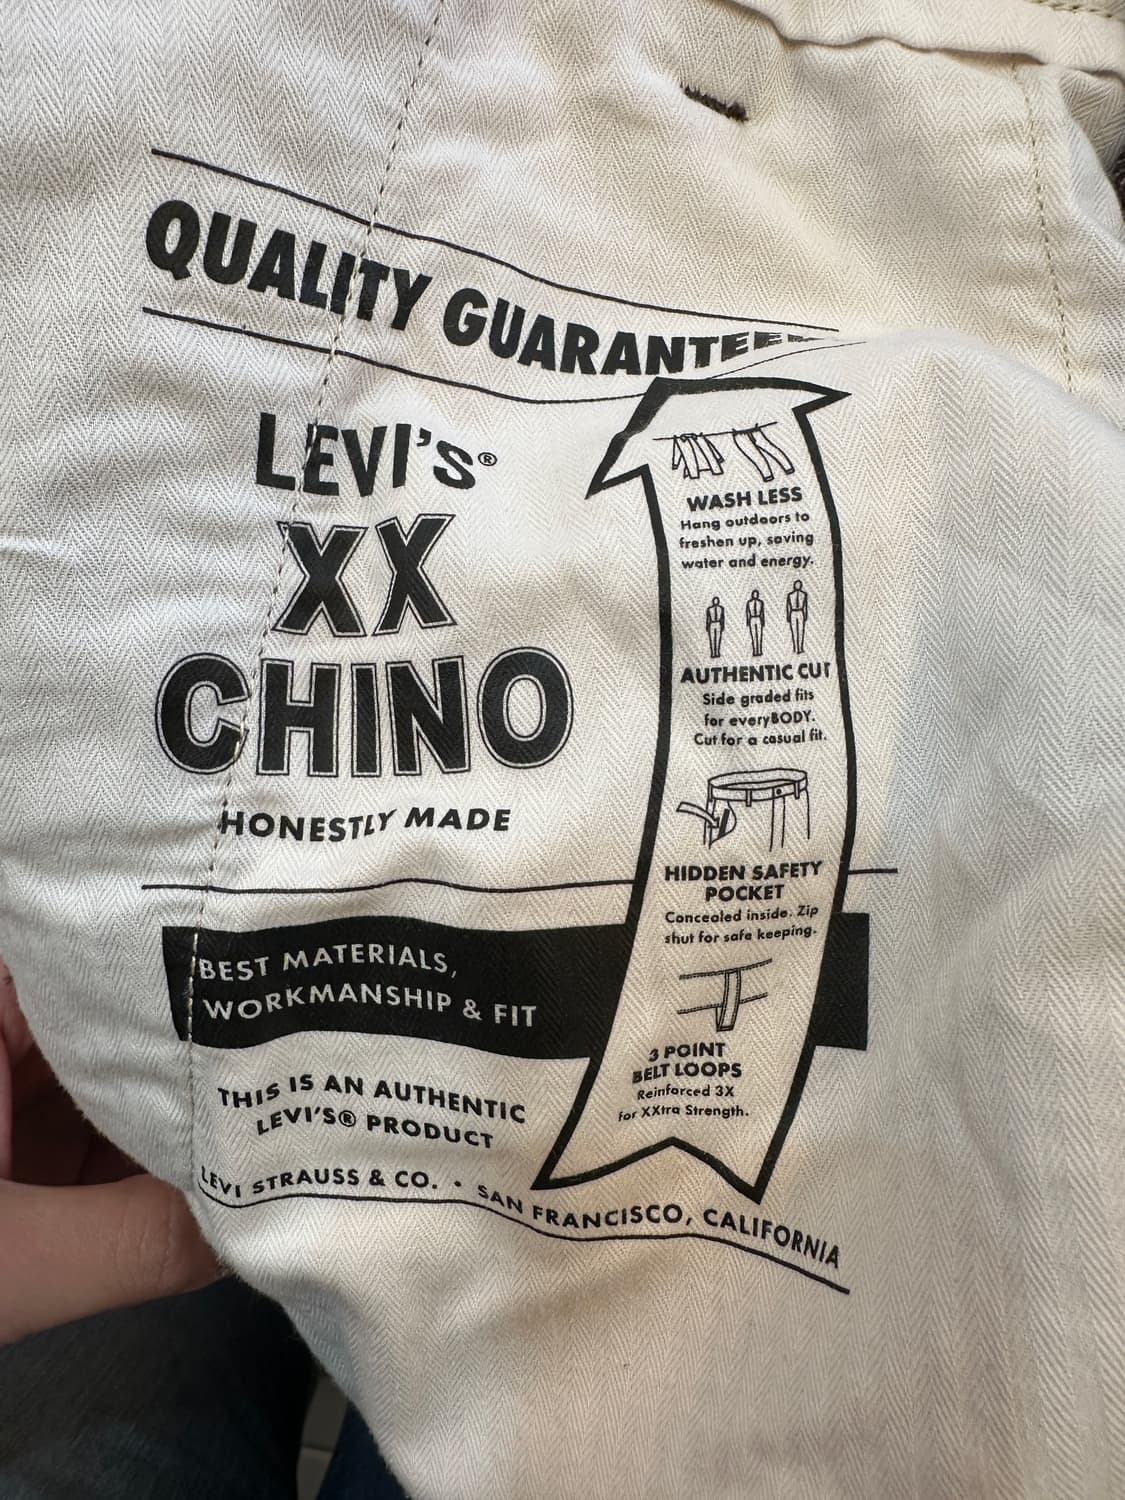 QUALITY GUARANTEED
LEVI'S®
XX
CHINO
HONESTLY MADE
BEST MATERIALS,
WORKMANSHIP & FIT
THIS IS AN AUTHENTIC
LEVI'S® PRODUCT
LEVI STRAUSS & CO. • SAN FRANCISCO, CALIFORNIA
WASH LESS
Hang outdoors to
freshen up, saving
water and energy.
AUTHENTIC CUT
Side graded fits
for everyBODY.
Cut for a casual fit.
HIDDEN SAFETY
POCKET
Concealed inside. Zip
shut for safe keeping.
3 POINT
BELT LOOPS
Reinforced 3X
for XXtra Strength.